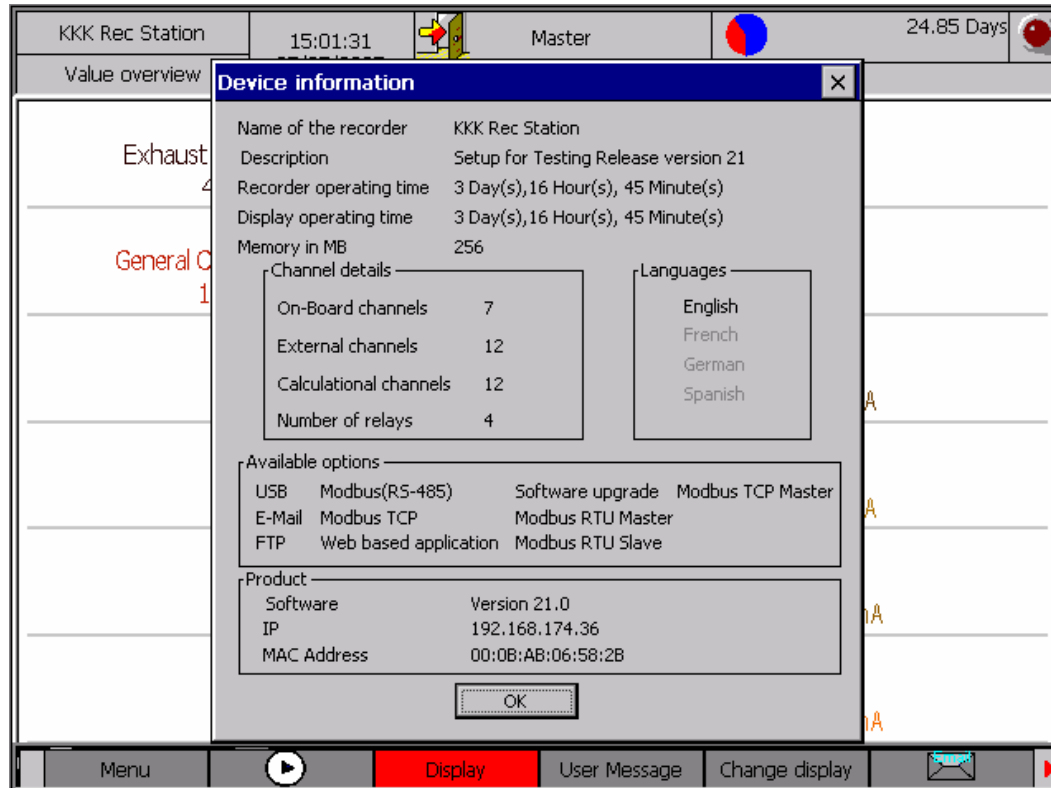 KKK Rec Station 15:01:31 Master 24.85 Days
Value overview
Device information
Name of the recorder KKK Rec Station
Description Setup for Testing Release version 21
Recorder operating time 3 Day(s),16 Hour(s), 45 Minute(s)
Display operating time 3 Day(s),16 Hour(s), 45 Minute(s)
Memory in MB 256
Channel details
On-Board channels 7
External channels 12
Calculational channels 12
Number of relays 4
Languages
English
French
German
Spanish
Available options
USB Modbus(RS-485) Software upgrade Modbus TCP Master
E-Mail Modbus TCP Modbus RTU Master
FTP Web based application Modbus RTU Slave
Product
Software Version 21.0
IP 192.168.174.36
MAC Address 00:0B:AB:06:58:2B
OK
Exhaust
4
General
1
A
A
A
A
Menu Display User Message Change display Email